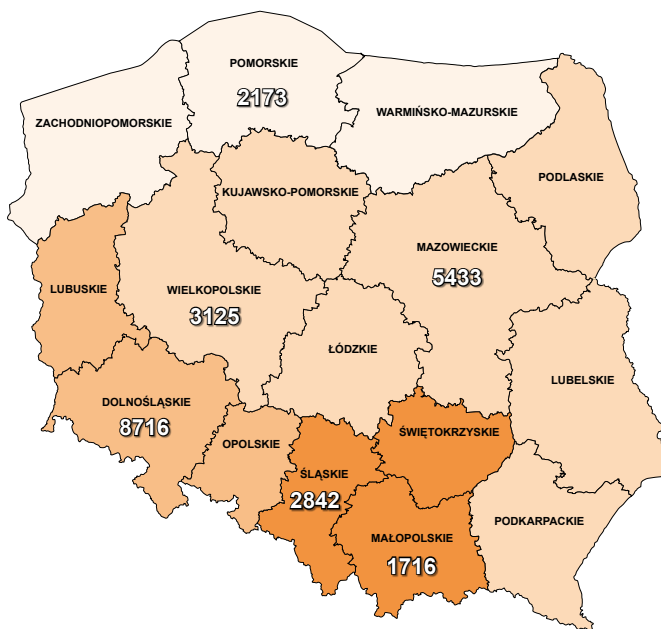 POMORSKIE
2173
ZACHODNIOPOMORSKIE
WARMIŃSKO-MAZURSKIE
PODLASKIE
KUJAWSKO-POMORSKIE
MAZOWIECKIE
5433
LUBUSKIE
WIELKOPOLSKIE
3125
ŁÓDZKIE
LUBELSKIE
DOLNOŚLĄSKIE
8716
OPOLSKIE
ŚWIĘTOKRZYSKIE
ŚLĄSKIE
2842
PODKARPACKIE
MAŁOPOLSKIE
1716